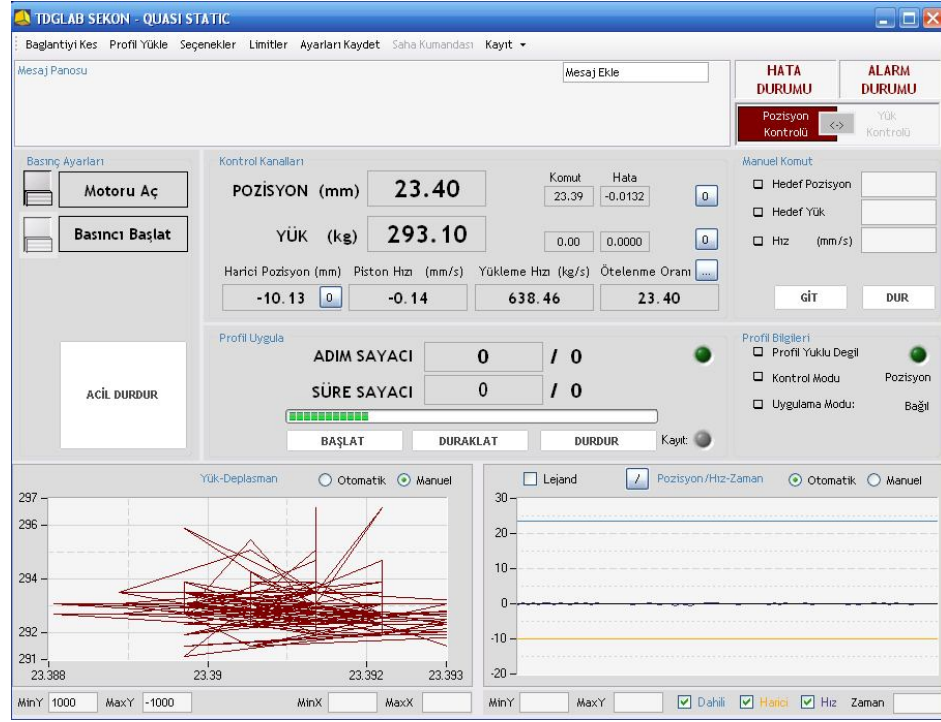 TDGLAB SEKON - QUASI STATIC
Baglantiyi Kes Profil Yükle Seçenekler Limitler Ayarları Kaydet Saha Kumandası Kayıt
Mesaj Panosu
Mesaj Ekle
HATA DURUMU
ALARM DURUMU
Pozisyon Kontrolü
<->
Yük Kontrolü
Basınç Ayarları
Motoru Aç
Basıncı Başlat
ACİL DURDUR
Kontrol Kanalları
Komut Hata
POZİSYON (mm) 23.40 23.39 -0.0132 0
YÜK (kg) 293.10 0.00 0.0000 0
Harici Pozisyon (mm) Piston Hızı (mm/s) Yükleme Hızı (kg/s) Ötelenme Oranı ...
-10.13 0 -0.14 638.46 23.40
Manuel Komut
Hedef Pozisyon
Hedef Yük
Hız (mm/s)
GİT DUR
Profil Uygula
ADIM SAYACI 0 / 0
SÜRE SAYACI 0 / 0
BAŞLAT DURAKLAT DURDUR Kayıt:
Profil Bilgileri
Profil Yuklu Degil
Kontrol Modu Pozisyon
Uygulama Modu: Bağıl
Yük-Deplasman Otomatik Manuel
297
296
294
292
291
23.388 23.39 23.392 23.393
MinY 1000 MaxY -1000 MinX MaxX
Lejand / Pozisyon/Hız-Zaman Otomatik Manuel
30
20
10
0
-10
-20
MinY MaxY Dahili Harici Hız Zaman